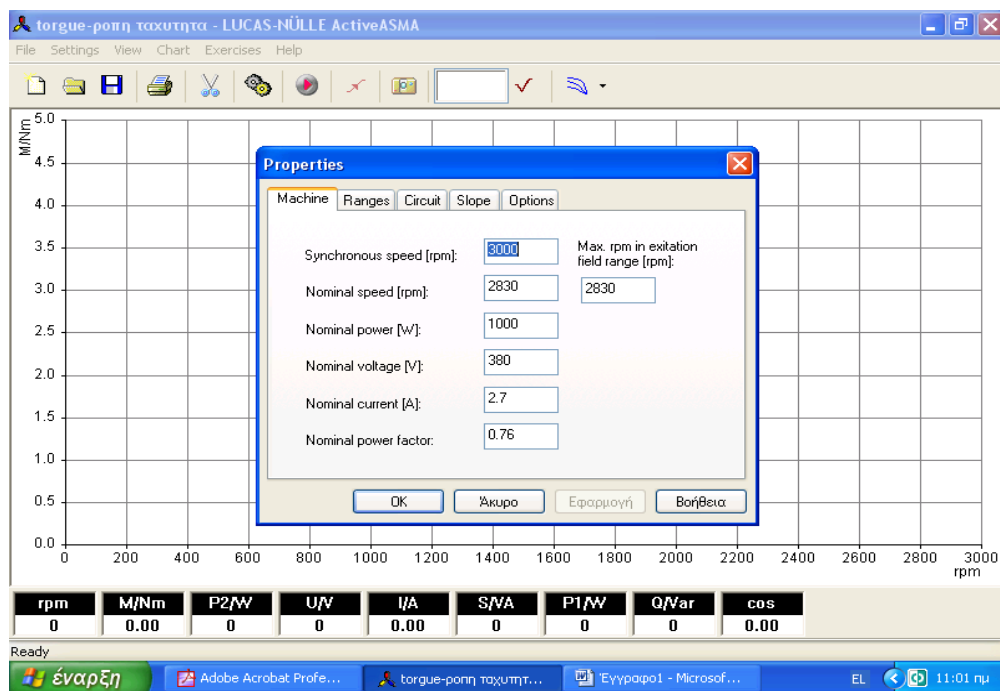 torgue-ροπη ταχυτητα - LUCAS-NÜLLE ActiveASMA
File Settings View Chart Exercises Help
M/Nm
5.0
4.5
4.0
3.5
3.0
2.5
2.0
1.5
1.0
0.5
0.0
Properties
Machine Ranges Circuit Slope Options
Synchronous speed [rpm]: 3000
Max. rpm in exitation
field range [rpm]:
Nominal speed [rpm]: 2830 2830
Nominal power [W]: 1000
Nominal voltage [V]: 380
Nominal current [A]: 2.7
Nominal power factor: 0.76
OK Άκυρο Εφαρμογή Βοήθεια
0 200 400 600 800 1000 1200 1400 1600 1800 2000 2200 2400 2600 2800 3000
rpm
rpm M/Nm P2/W U/V I/A S/VA P1/W Q/Var cos
0 0.00 0 0 0.00 0 0 0 0.00
Ready
έναρξη Adobe Acrobat Profe... torgue-ροπη ταχυτητ... Έγγραφο1 - Microsof... EL 11:01 πμ